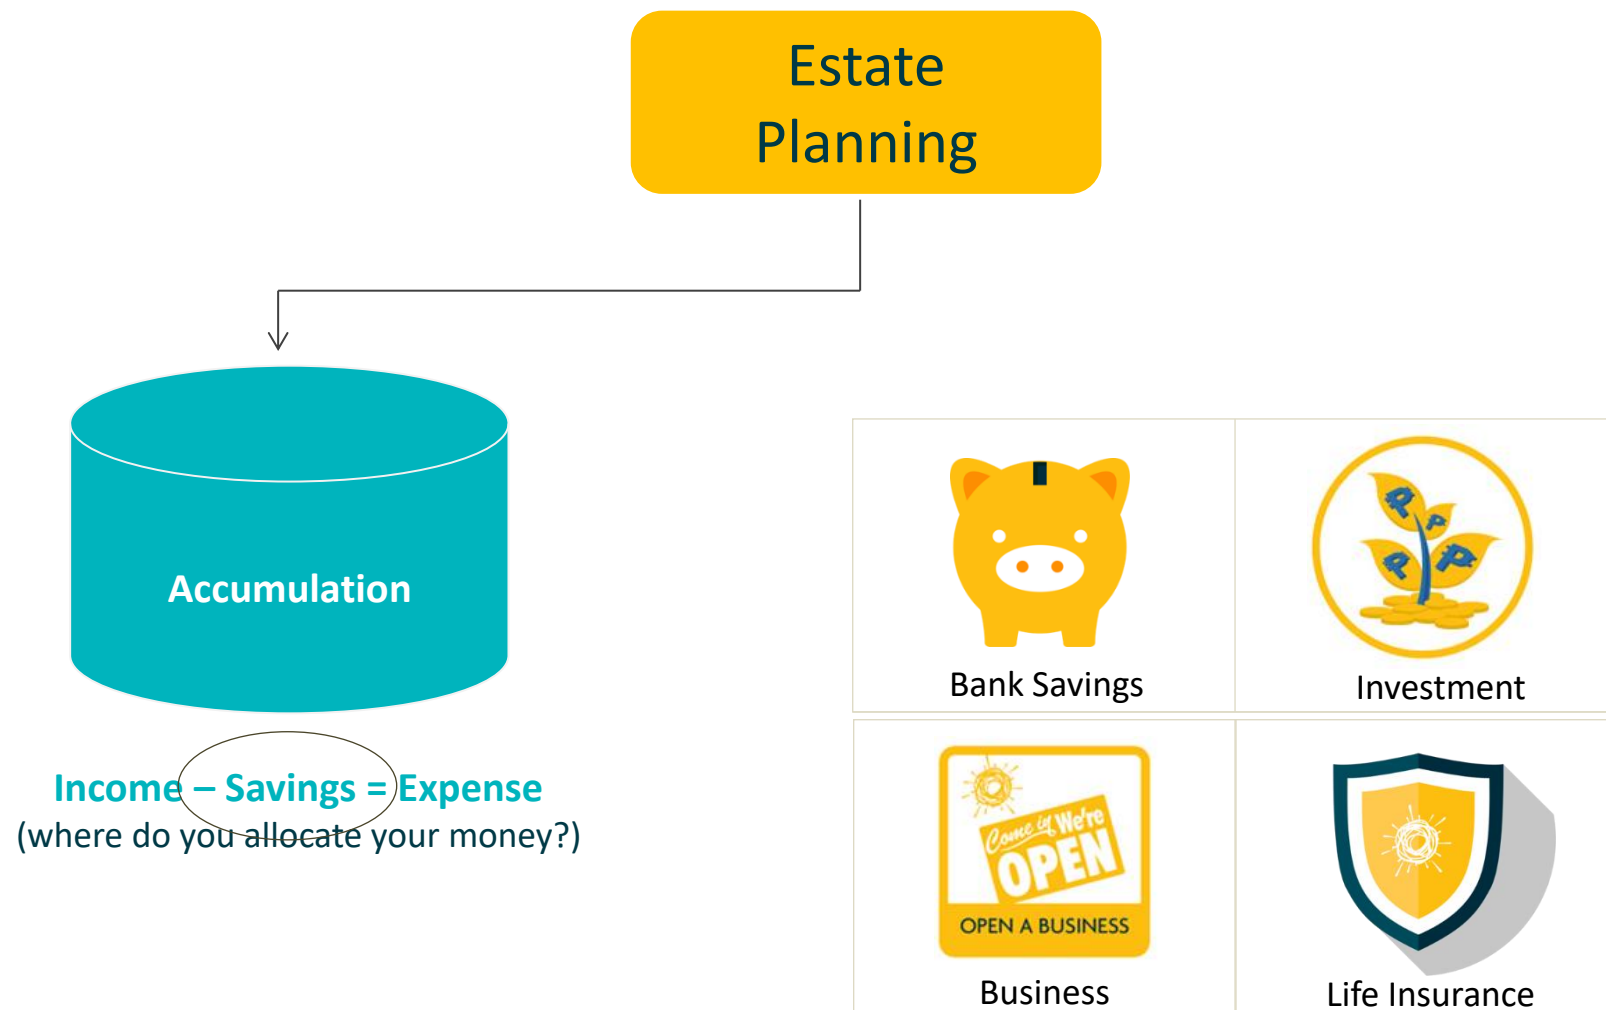 Estate
Planning
Accumulation
Income – Savings = Expense
(where do you allocate your money?)
Bank Savings
Investment
Come in We're
OPEN
OPEN A BUSINESS
Business
Life Insurance